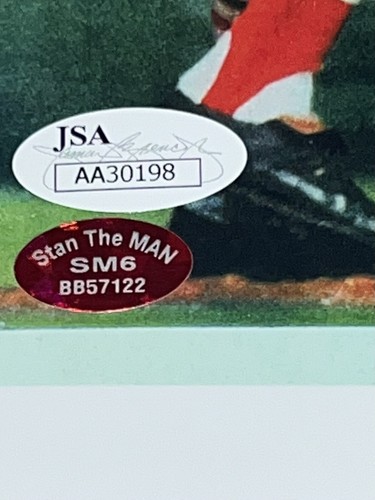 JSA
AA30198
Stan The MAN
SM6
BB57122